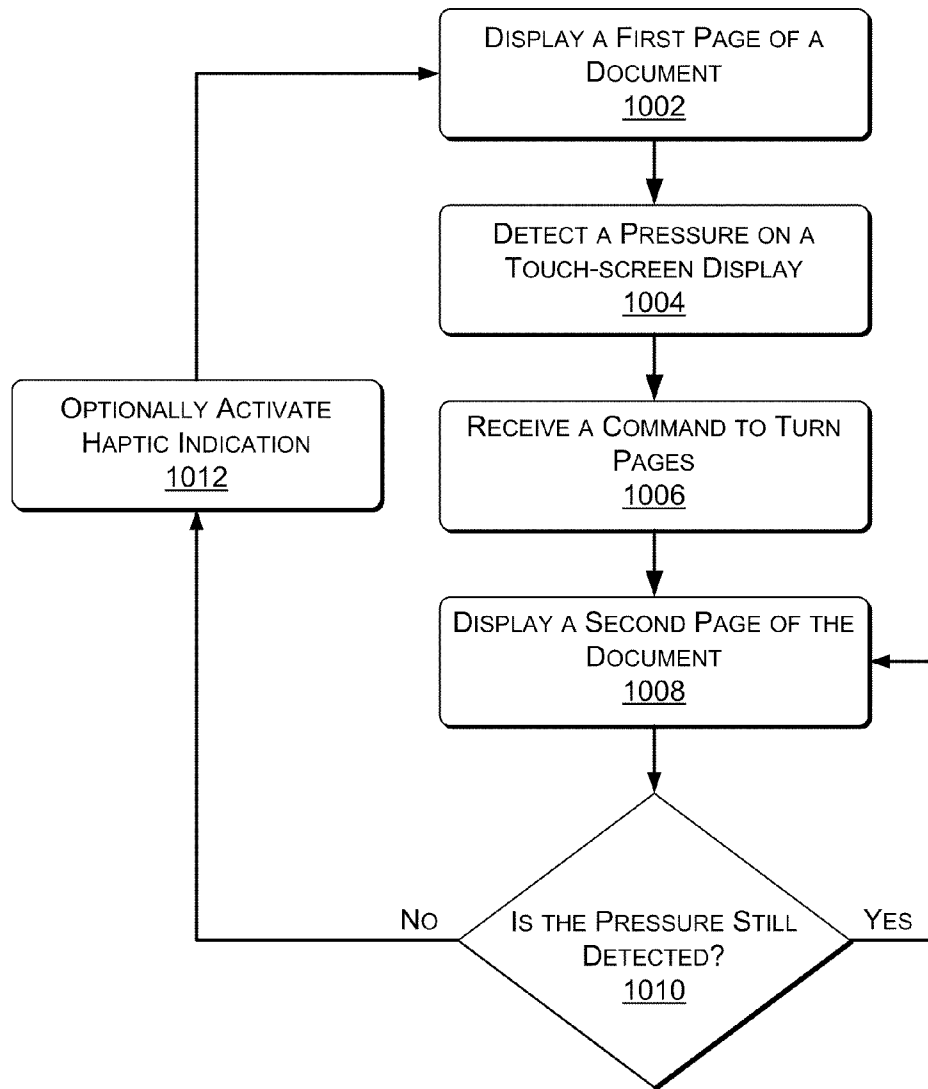 DISPLAY A FIRST PAGE OF A
DOCUMENT
1002
DETECT A PRESSURE ON A
TOUCH-SCREEN DISPLAY
1004
OPTIONALLY ACTIVATE
HAPTIC INDICATION
1012
RECEIVE A COMMAND TO TURN
PAGES
1006
DISPLAY A SECOND PAGE OF THE
DOCUMENT
1008
NO
YES
IS THE PRESSURE STILL
DETECTED?
1010